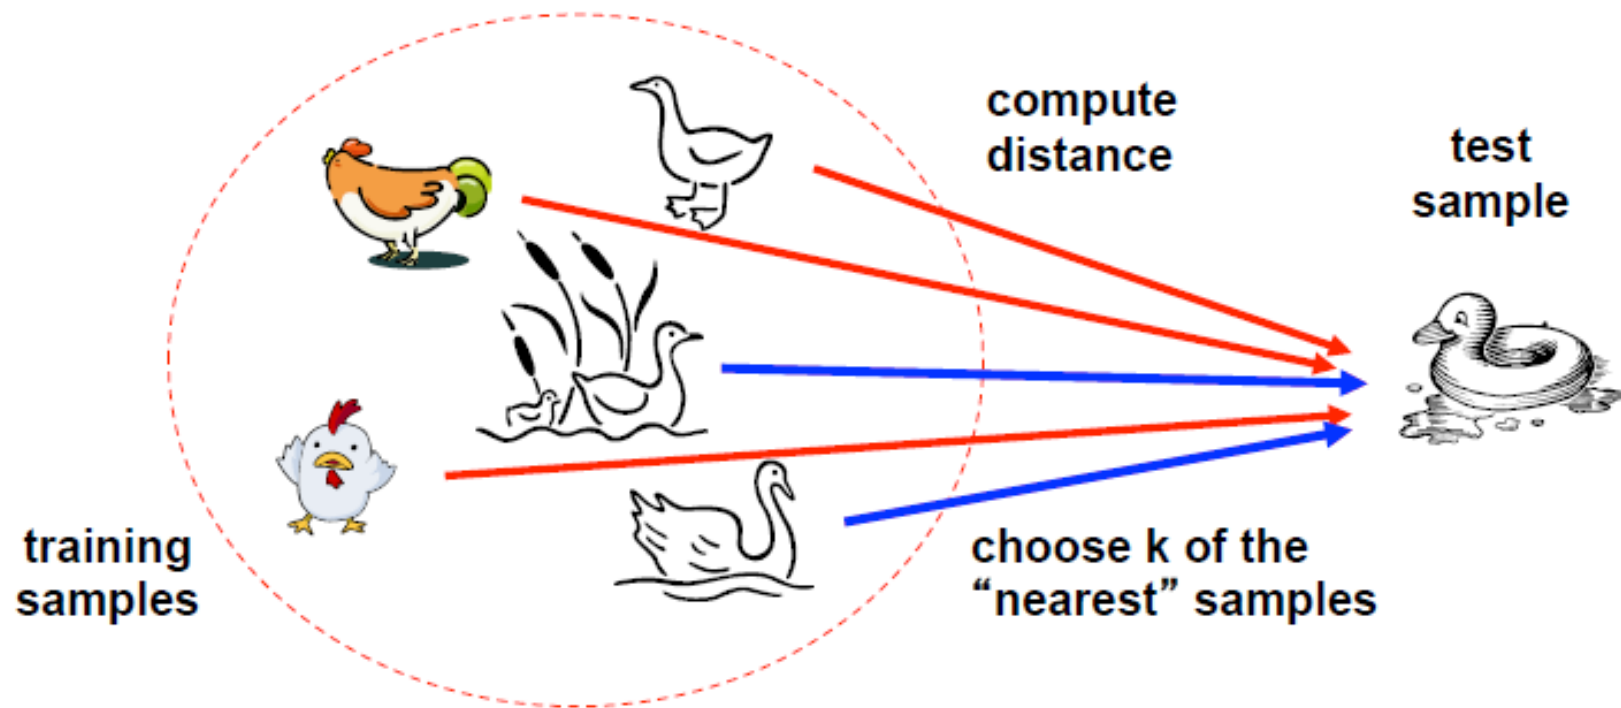 compute
distance
test
sample
training
samples
choose k of the
“nearest” samples